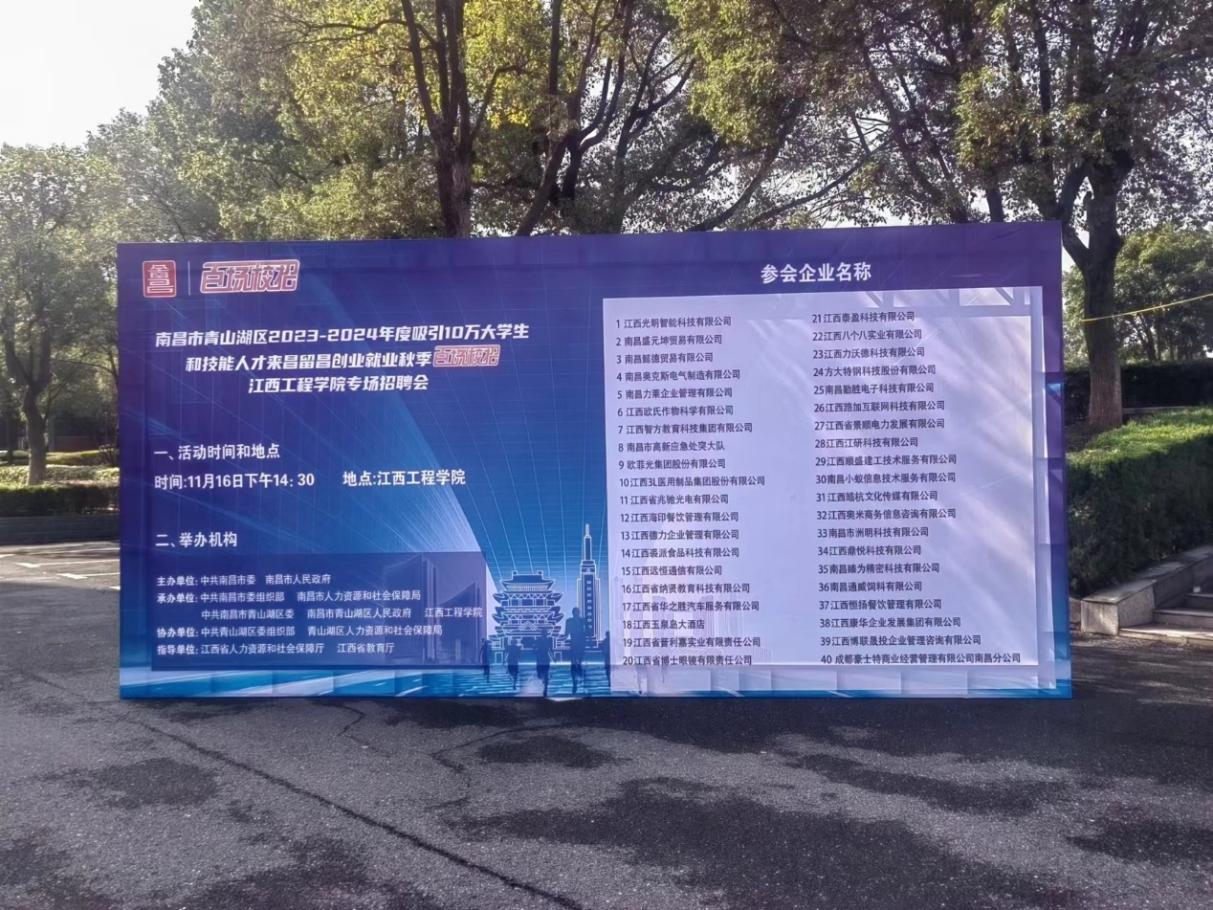 百场校招
南昌市青山湖区2023-2024年度吸引10万大学生
和技能人才来昌留昌创业就业秋季百场校招
江西工程学院专场招聘会
一、活动时间和地点
时间:11月16日下午14:30 地点:江西工程学院
二、举办机构
主办单位:中共南昌市委 南昌市人民政府
承办单位:中共南昌市委组织部 南昌市人力资源和社会保障局
中共南昌市青山湖区委 南昌市青山湖区人民政府 江西工程学院
协办单位:中共青山湖区委组织部 青山湖区人力资源和社会保障局
指导单位:江西省人力资源和社会保障厅 江西省教育厅
参会企业名称
1 江西光明智能科技有限公司
2 南昌盛元坤贸易有限公司
3 南昌懿德贸易有限公司
4 南昌奥克斯电气制造有限公司
5 南昌力莱企业管理有限公司
6 江西欧氏作物科学有限公司
7 江西智方教育科技集团有限公司
8 南昌市高新应急处突大队
9 欧菲光集团股份有限公司
10 江西3L医用制品集团股份有限公司
11 江西省兆驰光电有限公司
12 江西海印餐饮管理有限公司
13 江西德力企业管理有限公司
14 江西裘派食品科技有限公司
15 江西远恒通信有限公司
16 江西省纳贤教育科技有限公司
17 江西省华之胜汽车服务有限公司
18 江西玉泉岛大酒店
19 江西省普利嘉实业有限责任公司
20 江西省博士眼镜有限责任公司
21 江西泰盈科技有限公司
22 江西八个八实业有限公司
23 江西力沃德科技有限公司
24 方大特钢科技股份有限公司
25 南昌勤胜电子科技有限公司
26 江西踏加互联网科技有限公司
27 江西省景顺电力发展有限公司
28 江西江研科技有限公司
29 江西顺盛建工技术服务有限公司
30 南昌小蚁信息技术服务有限公司
31 江西皓杭文化传媒有限公司
32 江西奥米商务信息咨询有限公司
33 南昌市洲明科技有限公司
34 江西鼎悦科技有限公司
35 南昌臻为精密科技有限公司
36 南昌通威饲料有限公司
37 江西恒扬餐饮管理有限公司
38 江西康华企业发展集团有限公司
39 江西博联晟投企业管理咨询有限公司
40 成都豪士特商业经营管理有限公司南昌分公司